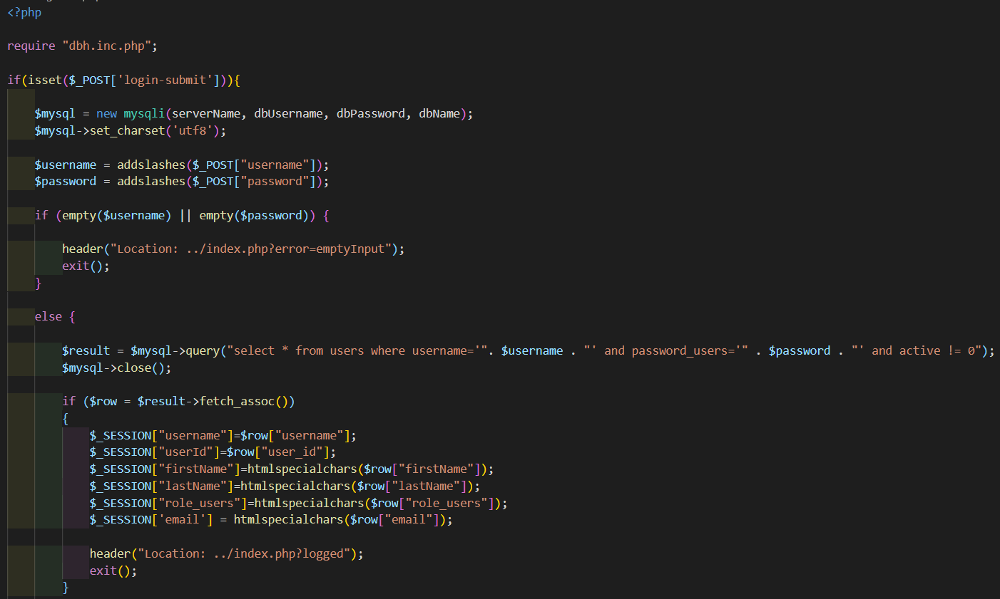 <?php
require "dbh.inc.php";
if(isset($_POST['login-submit'])){
$mysql = new mysqli(serverName, dbUsername, dbPassword, dbName);
$mysql->set_charset('utf8');
$username = addslashes($_POST["username"]);
$password = addslashes($_POST["password"]);
if (empty($username) || empty($password)) {
header("Location: ../index.php?error=emptyInput");
exit();
}
else {
$result = $mysql->query("select * from users where username='". $username . "' and password_users='" . $password . "' and active != 0");
$mysql->close();
if ($row = $result->fetch_assoc())
{
$_SESSION["username"]=$row["username"];
$_SESSION["userId"]=$row["user_id"];
$_SESSION["firstName"]=htmlspecialchars($row["firstName"]);
$_SESSION["lastName"]=htmlspecialchars($row["lastName"]);
$_SESSION["role_users"]=htmlspecialchars($row["role_users"]);
$_SESSION['email'] = htmlspecialchars($row["email"]);
header("Location: ../index.php?logged");
exit();
}